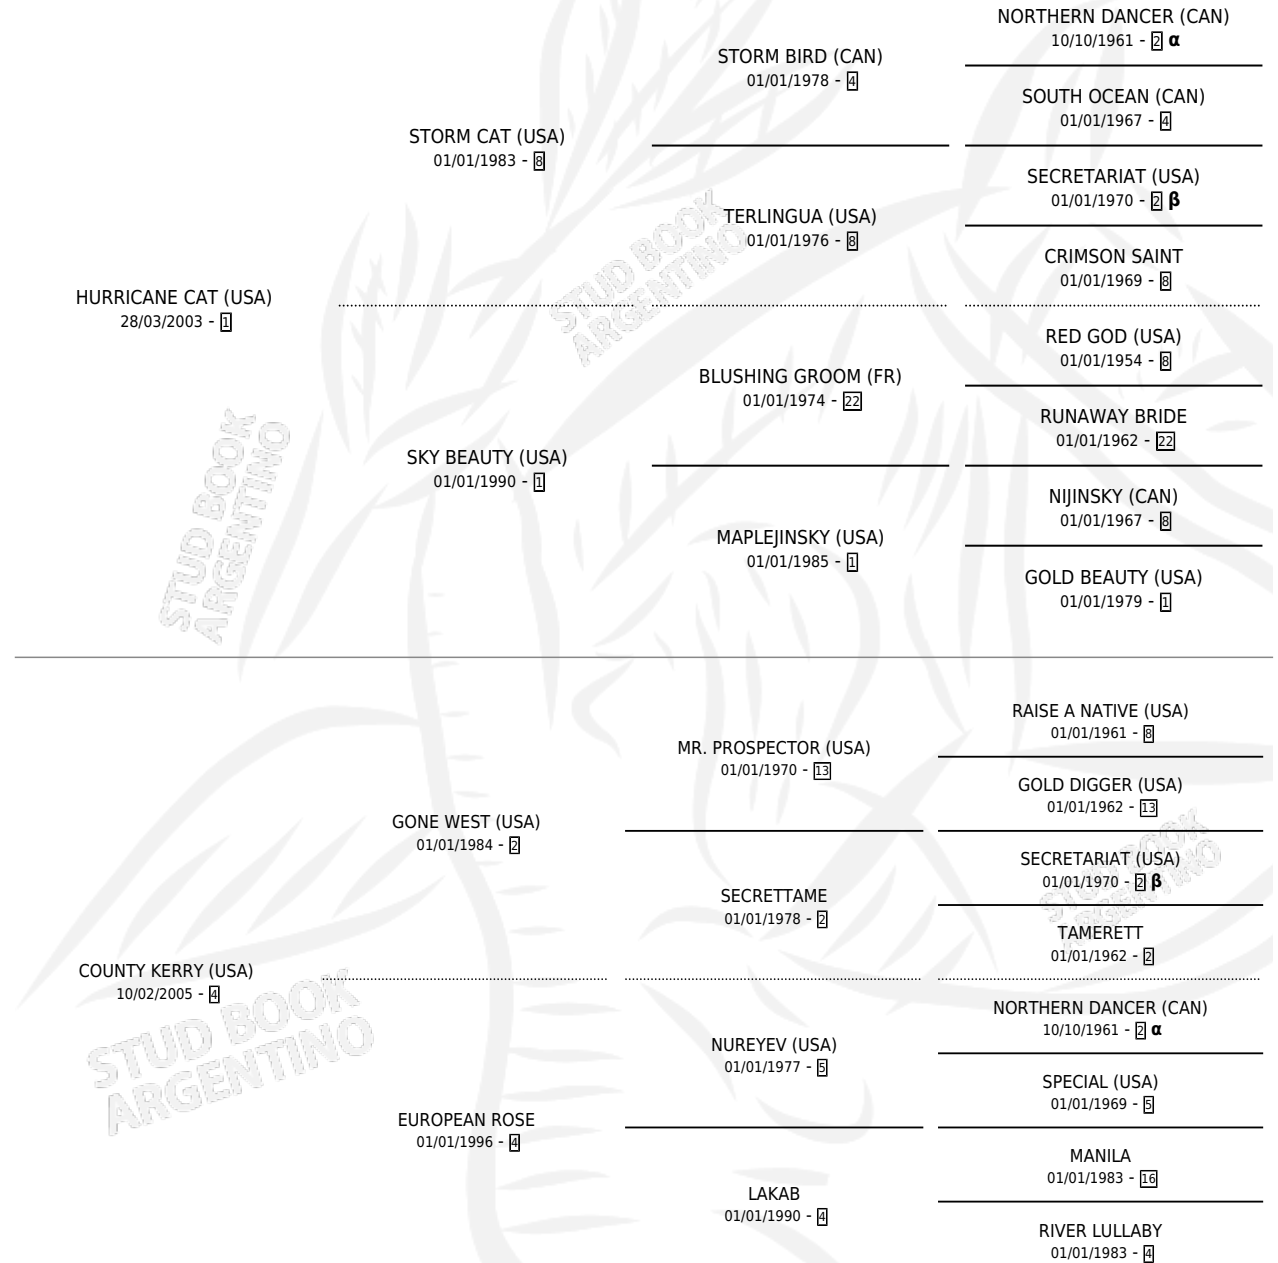 NORTHERN DANCER (CAN)
10/10/1961 - 2 α
STORM BIRD (CAN)
01/01/1978 - 4
SOUTH OCEAN (CAN)
01/01/1967 - 4
STORM CAT (USA)
01/01/1983 - 8
SECRETARIAT (USA)
01/01/1970 - 2 β
TERLINGUA (USA)
01/01/1976 - 8
CRIMSON SAINT
01/01/1969 - 8
HURRICANE CAT (USA)
28/03/2003 - 1
RED GOD (USA)
01/01/1954 - 8
BLUSHING GROOM (FR)
01/01/1974 - 22
RUNAWAY BRIDE
01/01/1962 - 22
SKY BEAUTY (USA)
01/01/1990 - 1
NIJINSKY (CAN)
01/01/1967 - 8
MAPLEJINSKY (USA)
01/01/1985 - 1
GOLD BEAUTY (USA)
01/01/1979 - 1
RAISE A NATIVE (USA)
01/01/1961 - 8
MR. PROSPECTOR (USA)
01/01/1970 - 13
GOLD DIGGER (USA)
01/01/1962 - 13
GONE WEST (USA)
01/01/1984 - 2
SECRETARIAT (USA)
01/01/1970 - 2 β
SECRETTAME
01/01/1978 - 2
TAMERETT
01/01/1962 - 2
COUNTY KERRY (USA)
10/02/2005 - 4
NORTHERN DANCER (CAN)
10/10/1961 - 2 α
NUREYEV (USA)
01/01/1977 - 5
SPECIAL (USA)
01/01/1969 - 5
EUROPEAN ROSE
01/01/1996 - 4
MANILA
01/01/1983 - 16
LAKAB
01/01/1990 - 4
RIVER LULLABY
01/01/1983 - 4
STUD BOOK
ARGENTINO
STUD BOOK
ARGENTINO
STUD BOOK
ARGENTINO
STUD BOOK
ARGENTINO